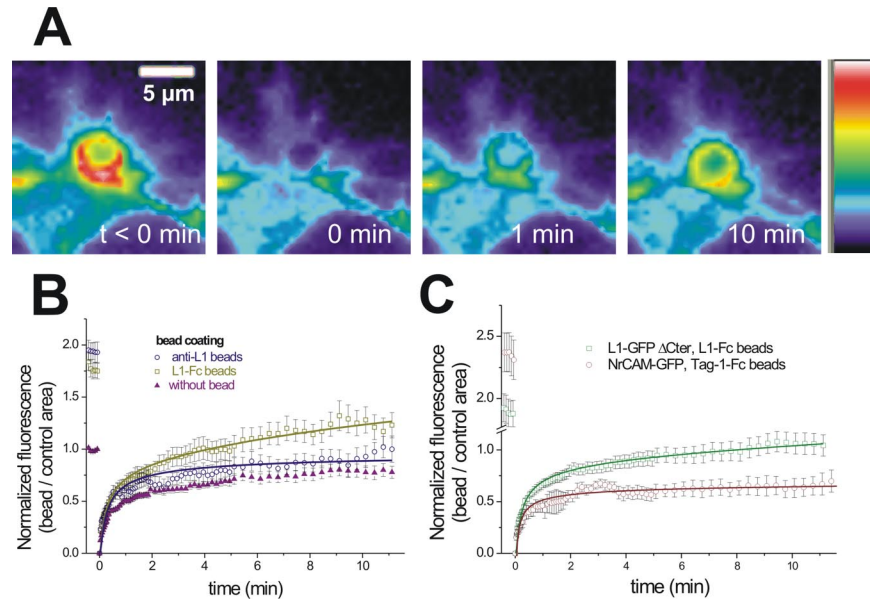 A
5 µm
t < 0 min
0 min
1 min
10 min
B
Normalized fluorescence
(bead / control area)
2.0
1.5
1.0
0.5
0.0
bead coating
anti-L1 beads
L1-Fc beads
without bead
0
2
4
6
8
10
time (min)
C
Normalized fluorescence
(bead / control area)
2.5
2.0
1.0
0.5
0.0
L1-GFP ΔCter, L1-Fc beads
NrCAM-GFP, Tag-1-Fc beads
0
2
4
6
8
10
time (min)